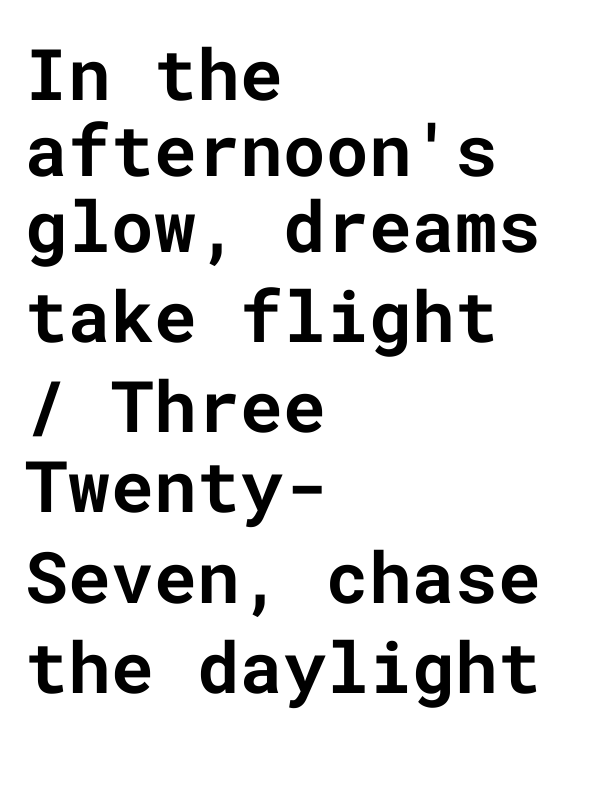 In the
afternoon's
glow, dreams
take flight
/ Three
Twenty-
Seven, chase
the daylight